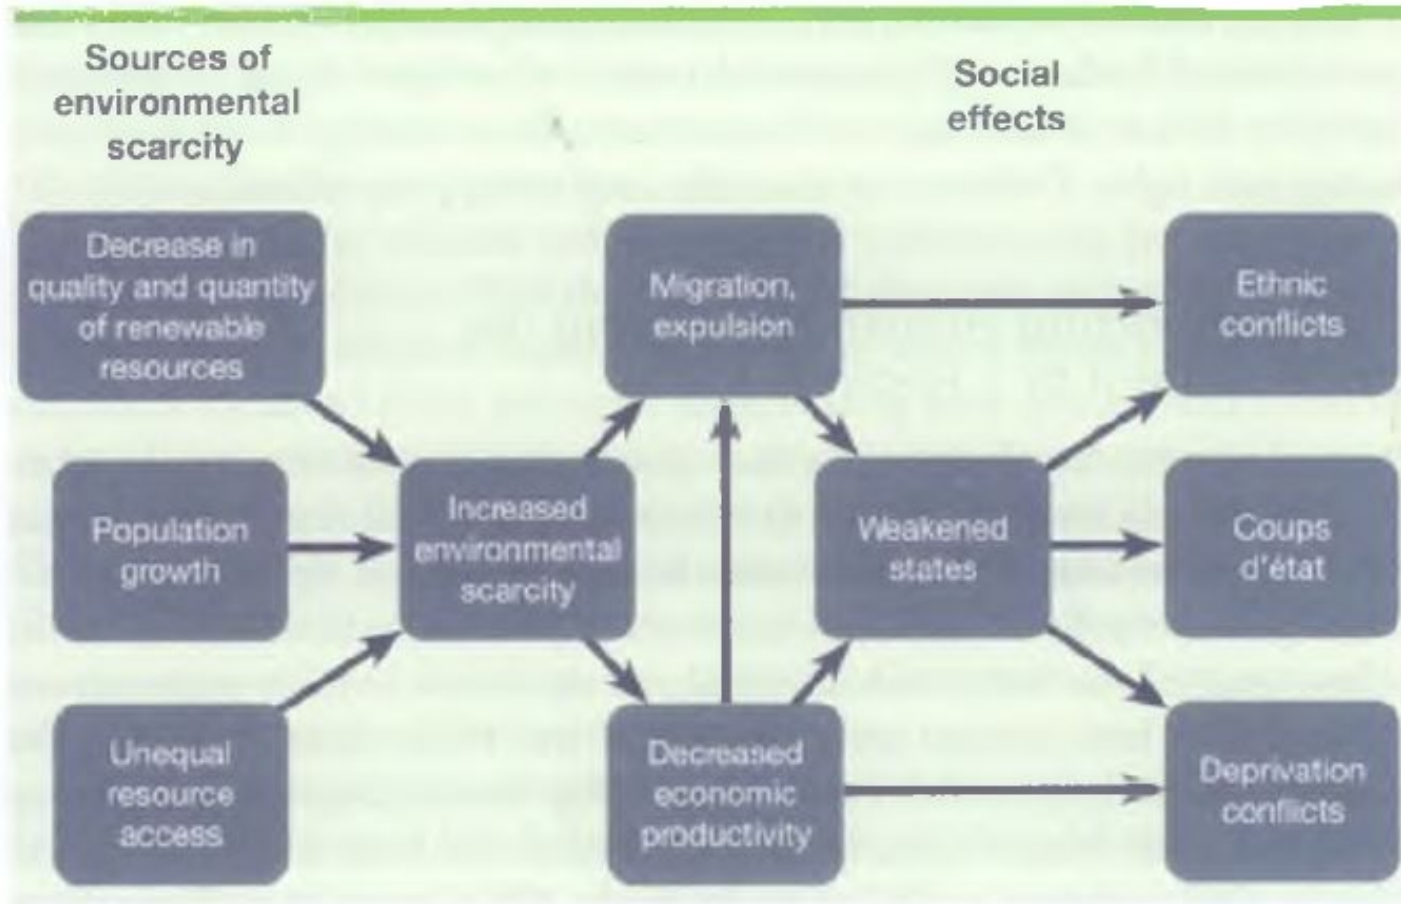 Sources of
environmental
scarcity
Social
effects
Decrease in
quality and quantity
of renewable
resources
Migration,
expulsion
Ethnic
conflicts
Population
growth
Increased
environmental
scarcity
Weakened
states
Coups
d'état
Unequal
resource
access
Decreased
economic
productivity
Deprivation
conflicts